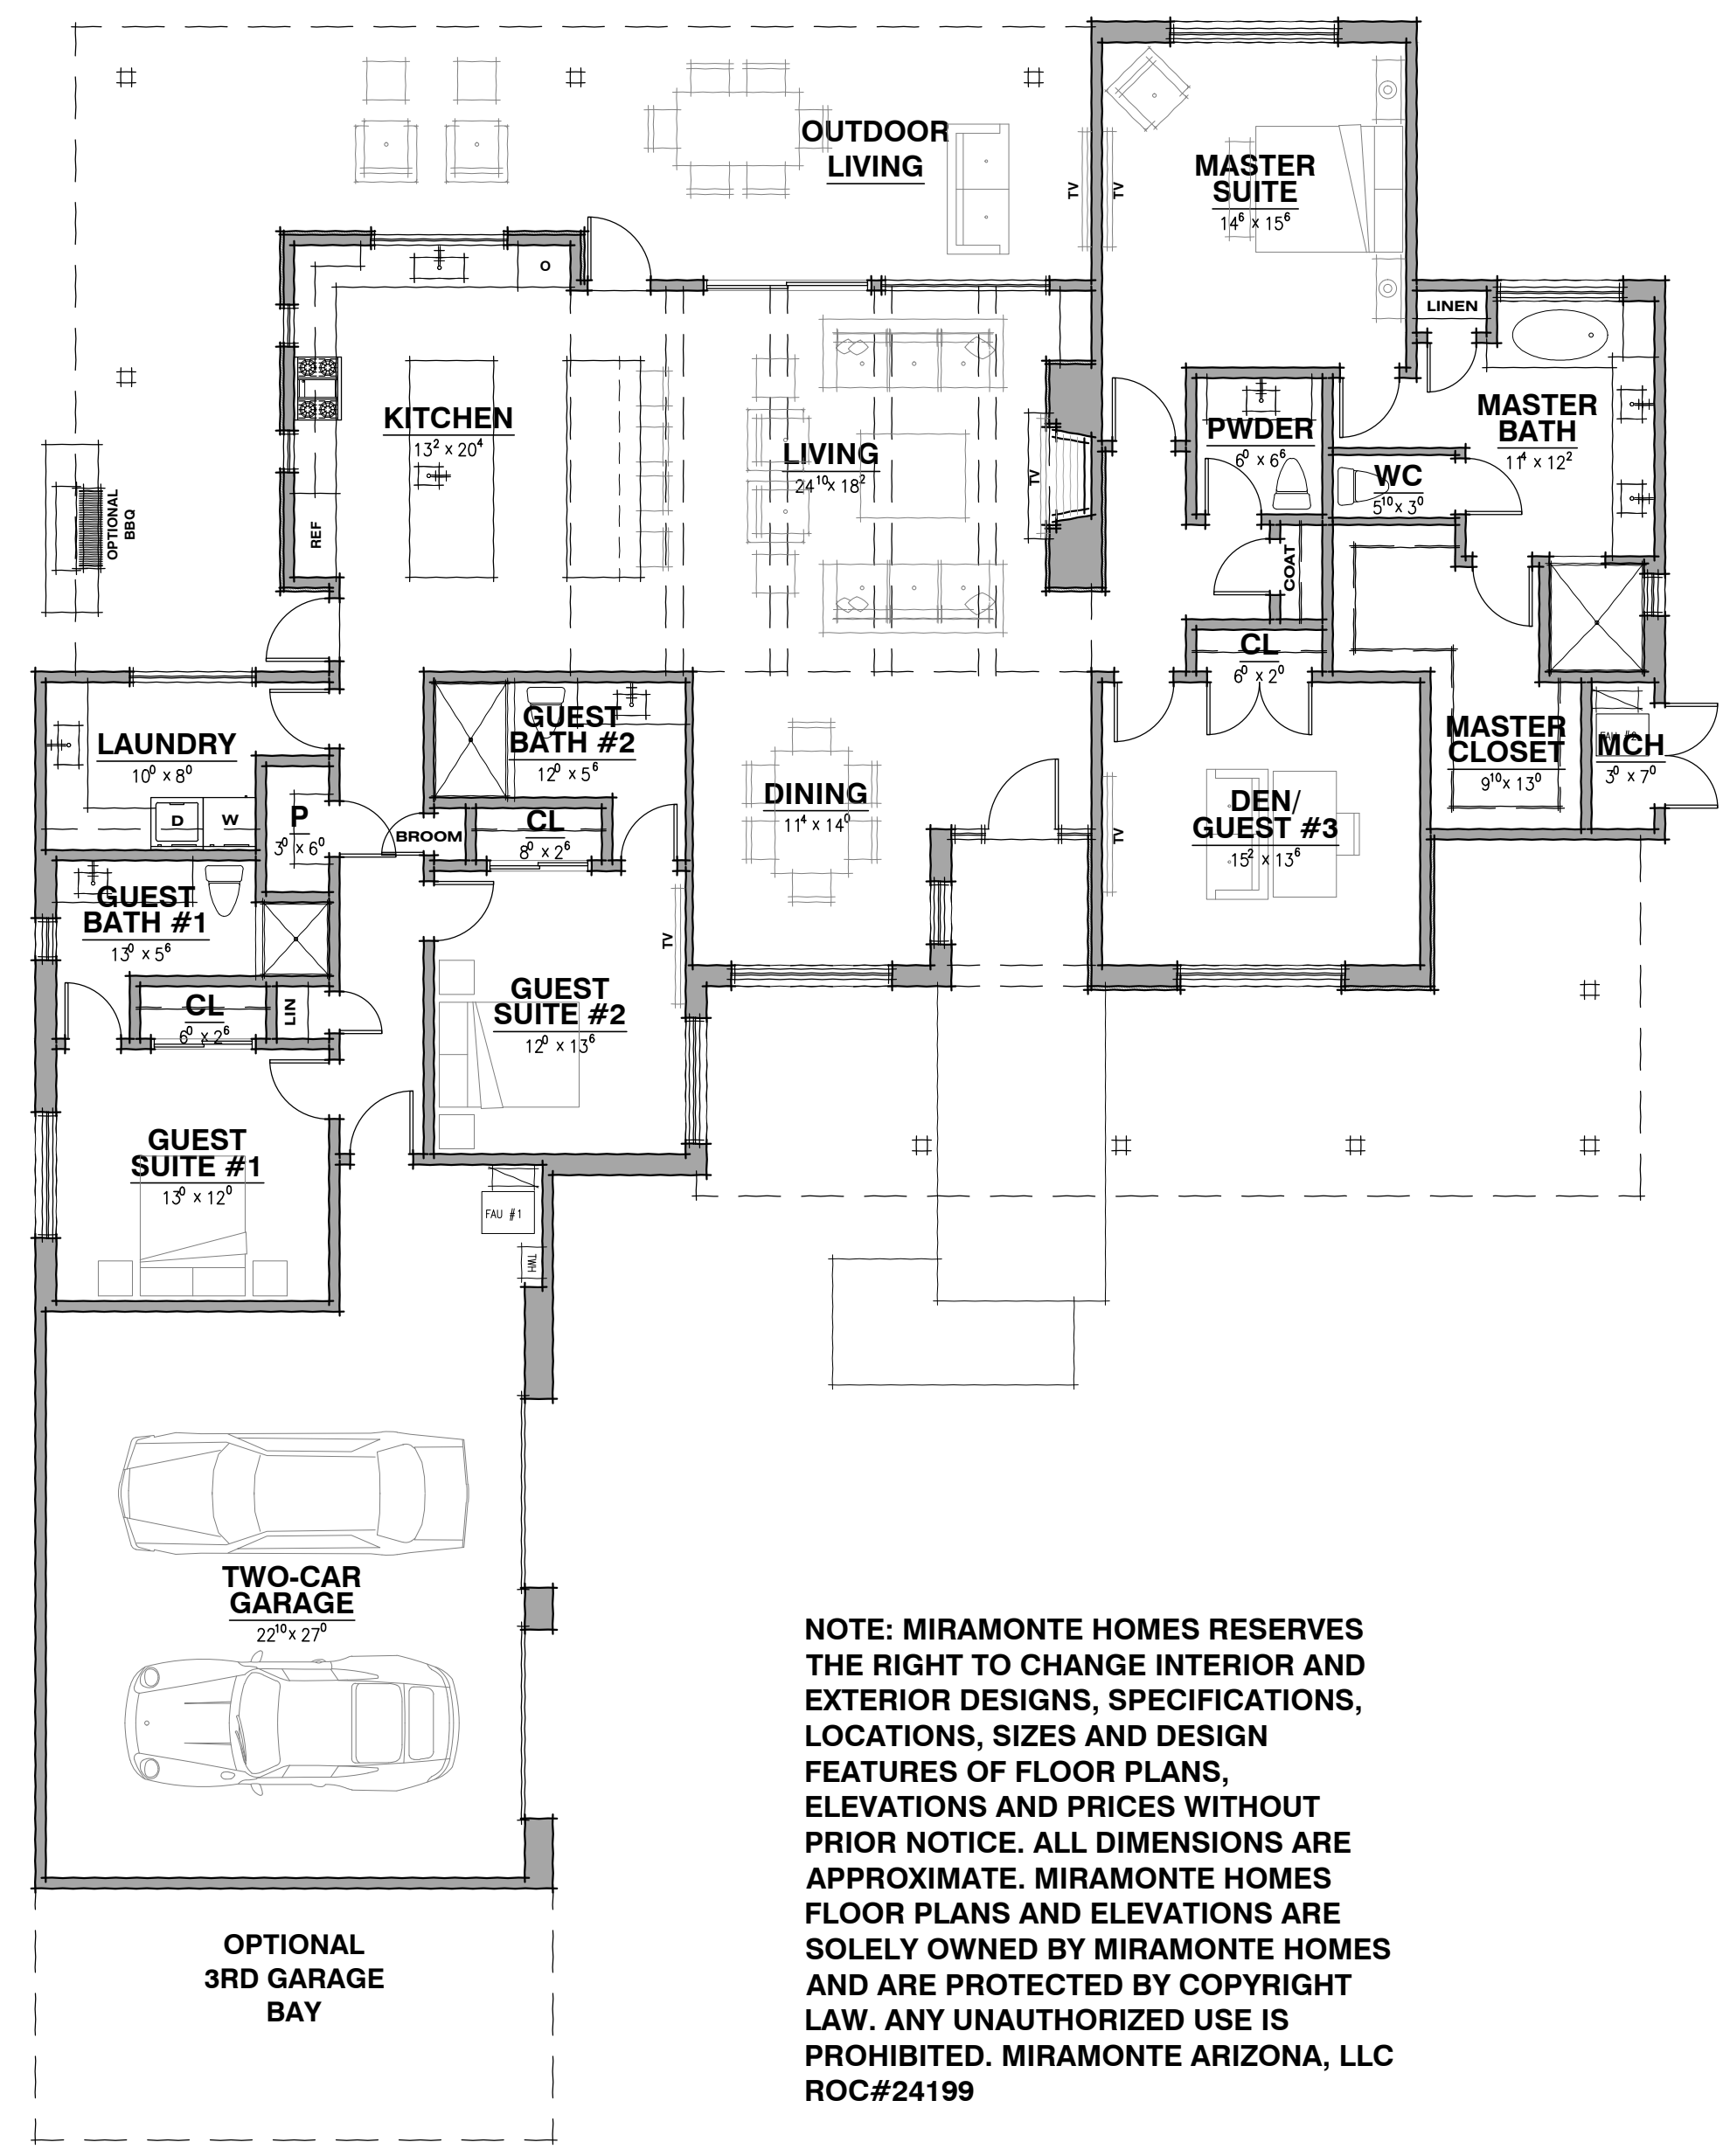 OUTDOOR
LIVING
TV
TV
MASTER
SUITE
14⁶ x 15⁶
O
LINEN
KITCHEN
13² x 20⁴
LIVING
24¹⁰ x 18²
TV
PWDER
6⁰ x 6⁶
MASTER
BATH
11⁴ x 12²
WC
5¹⁰ x 3⁰
OPTIONAL
BBQ
REF
COAT
CL
6⁰ x 2⁰
LAUNDRY
10⁰ x 8⁰
D
W
P
3⁰ x 6⁰
BROOM
GUEST
BATH #2
12⁰ x 5⁶
CL
8⁰ x 2⁶
DINING
11⁴ x 14⁰
TV
DEN/
GUEST #3
15² x 13⁶
MASTER
CLOSET
9¹⁰ x 13⁰
FAU #2
MCH
3⁰ x 7⁰
GUEST
BATH #1
13⁰ x 5⁶
TV
CL
6⁰ x 2⁶
LIN
GUEST
SUITE #2
12⁰ x 13⁶
GUEST
SUITE #1
13⁰ x 12⁰
FAU #1
TWH
TWO-CAR
GARAGE
22¹⁰ x 27⁰
OPTIONAL
3RD GARAGE
BAY
NOTE: MIRAMONTE HOMES RESERVES
THE RIGHT TO CHANGE INTERIOR AND
EXTERIOR DESIGNS, SPECIFICATIONS,
LOCATIONS, SIZES AND DESIGN
FEATURES OF FLOOR PLANS,
ELEVATIONS AND PRICES WITHOUT
PRIOR NOTICE. ALL DIMENSIONS ARE
APPROXIMATE. MIRAMONTE HOMES
FLOOR PLANS AND ELEVATIONS ARE
SOLELY OWNED BY MIRAMONTE HOMES
AND ARE PROTECTED BY COPYRIGHT
LAW. ANY UNAUTHORIZED USE IS
PROHIBITED. MIRAMONTE ARIZONA, LLC
ROC#24199